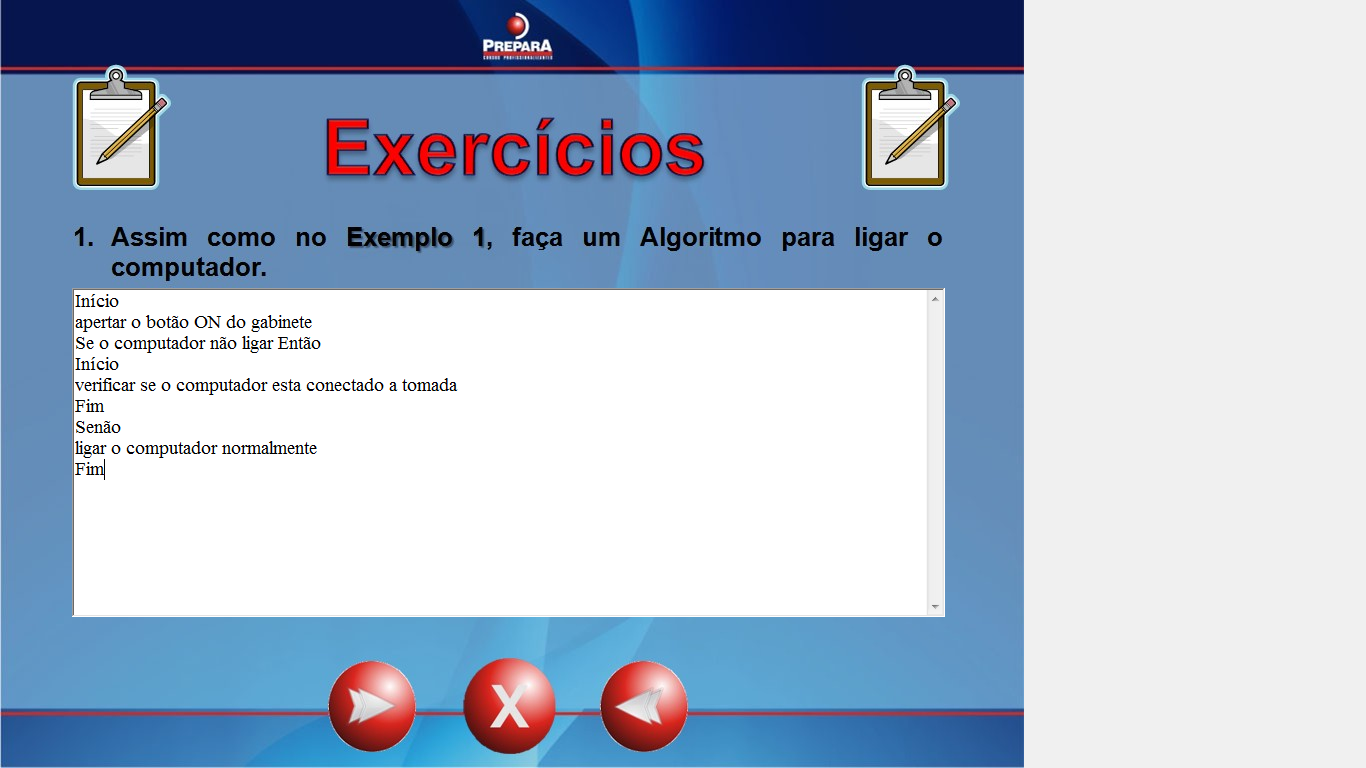 PREPARA
CURSOS PROFISSIONALIZANTES
Exercícios
1. Assim como no Exemplo 1, faça um Algoritmo para ligar o
computador.
Início
apertar o botão ON do gabinete
Se o computador não ligar Então
Início
verificar se o computador esta conectado a tomada
Fim
Senão
ligar o computador normalmente
Fim
X